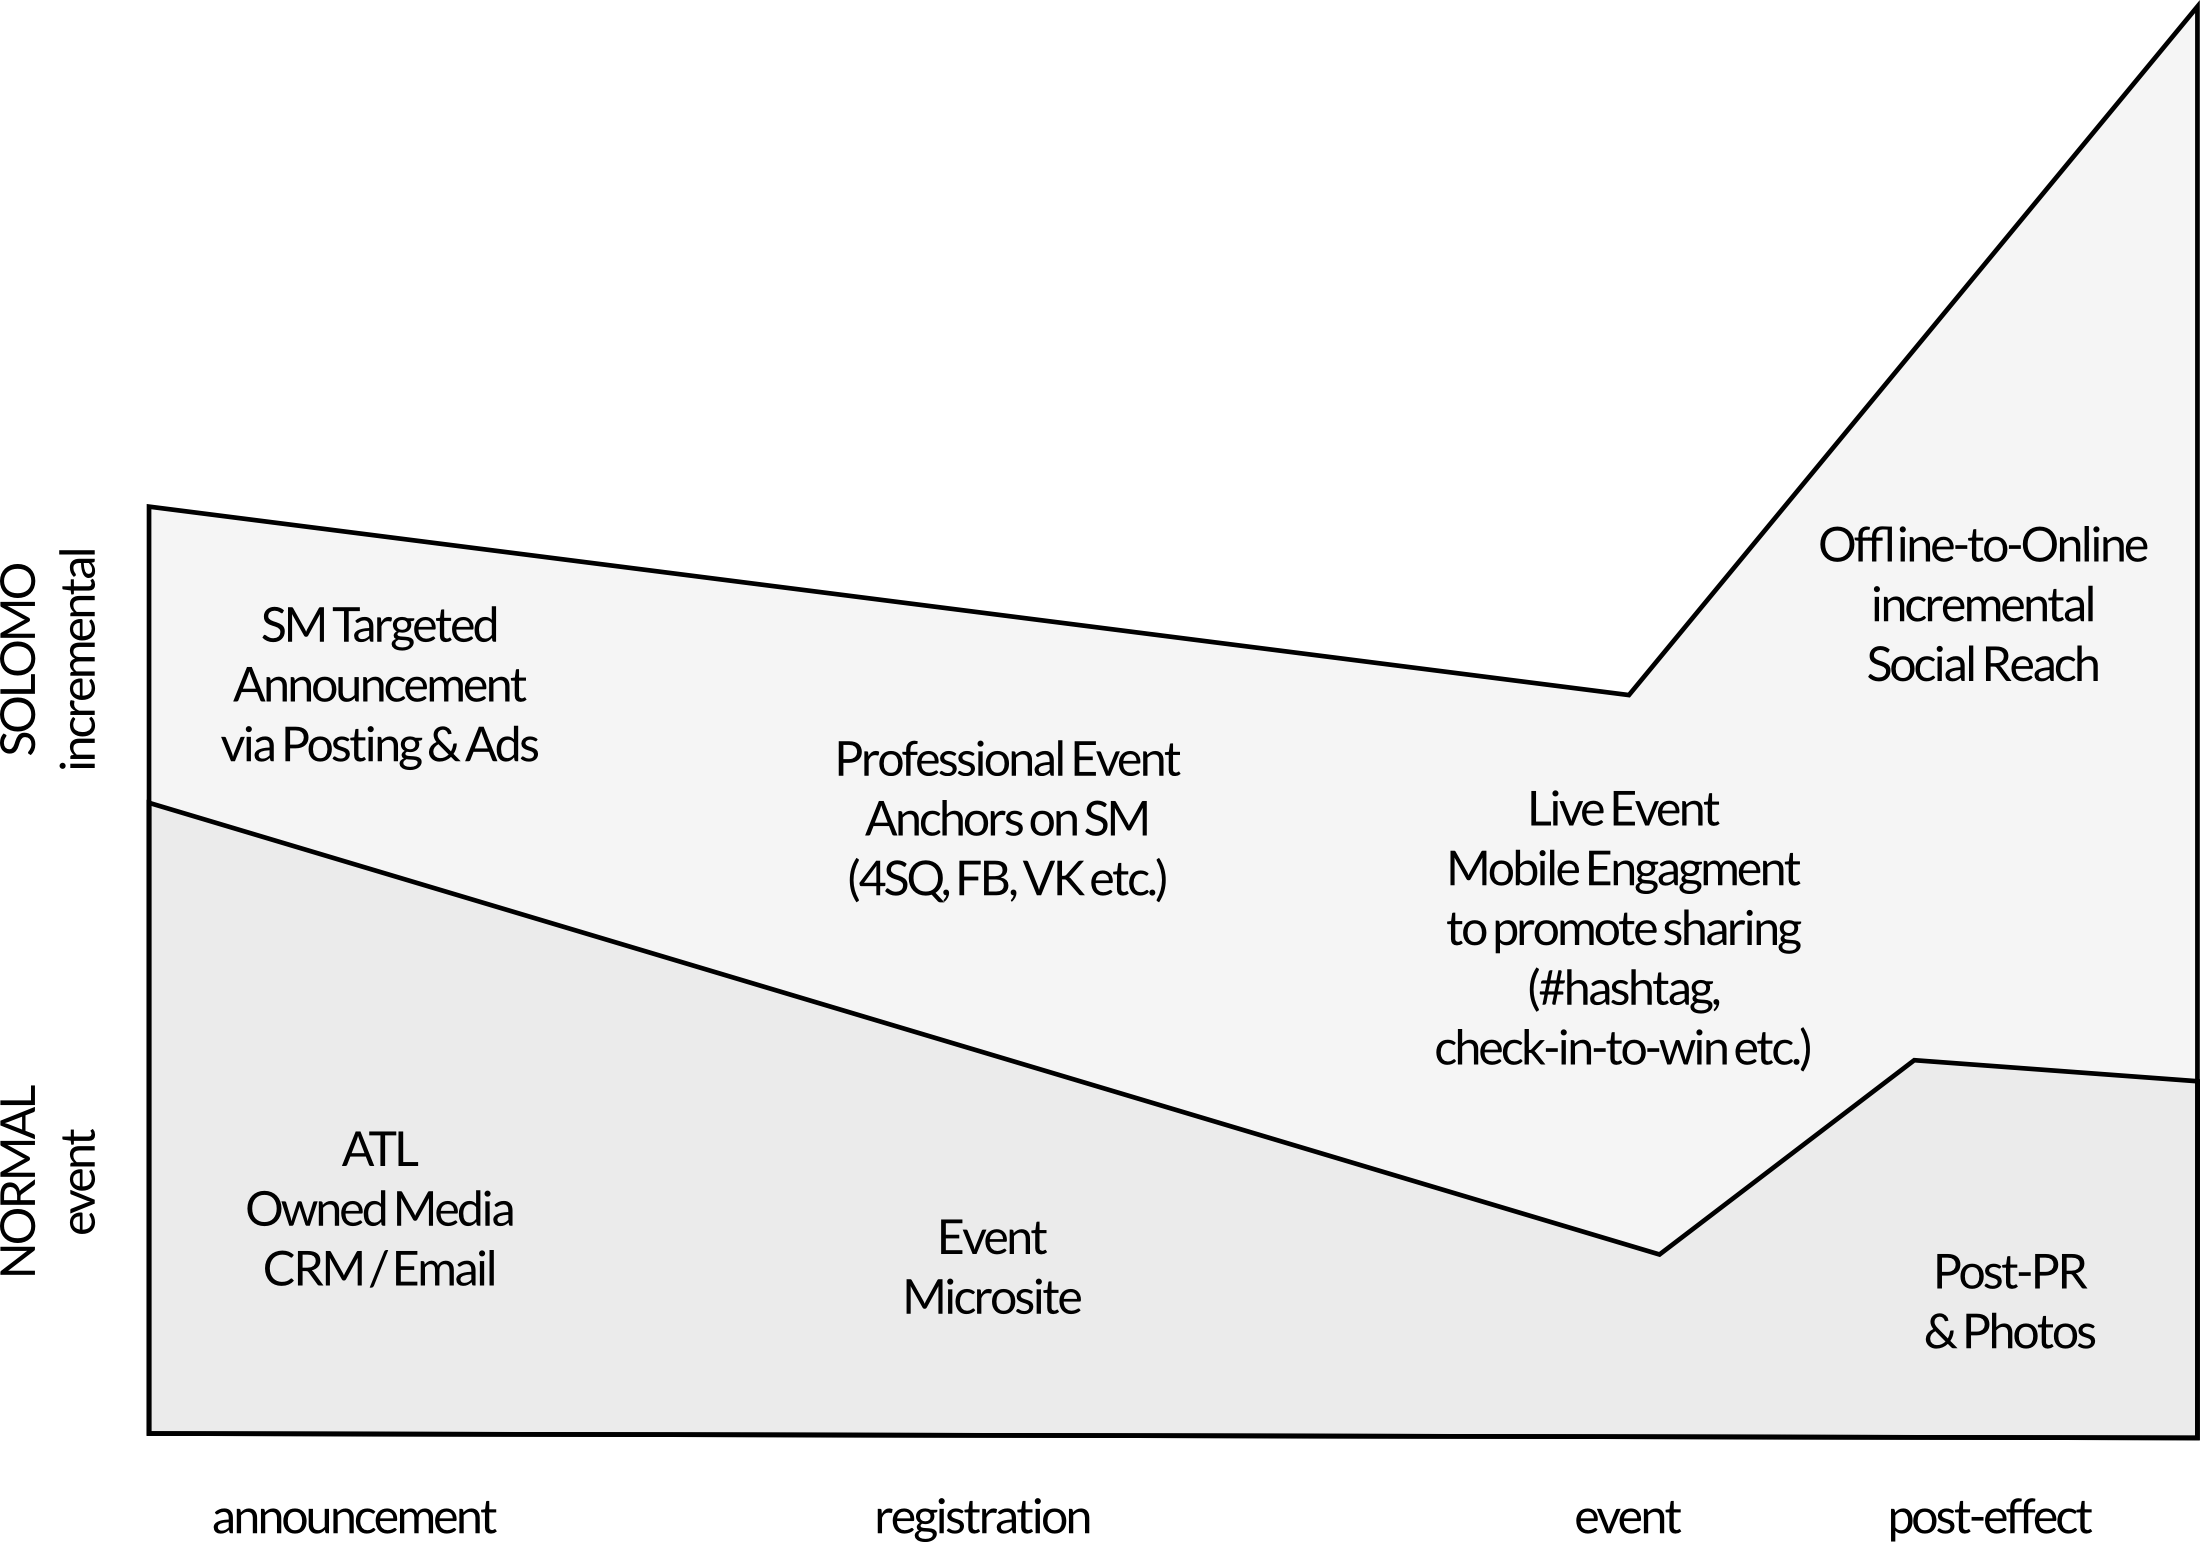 SOLOMO
incremental
NORMAL
event
SM Targeted
Announcement
via Posting & Ads
Professional Event
Anchors on SM
(4SQ, FB, VK etc.)
Live Event
Mobile Engagment
to promote sharing
(#hashtag,
check-in-to-win etc.)
Offline-to-Online
incremental
Social Reach
ATL
Owned Media
CRM / Email
Event
Microsite
Post-PR
& Photos
announcement
registration
event
post-effect